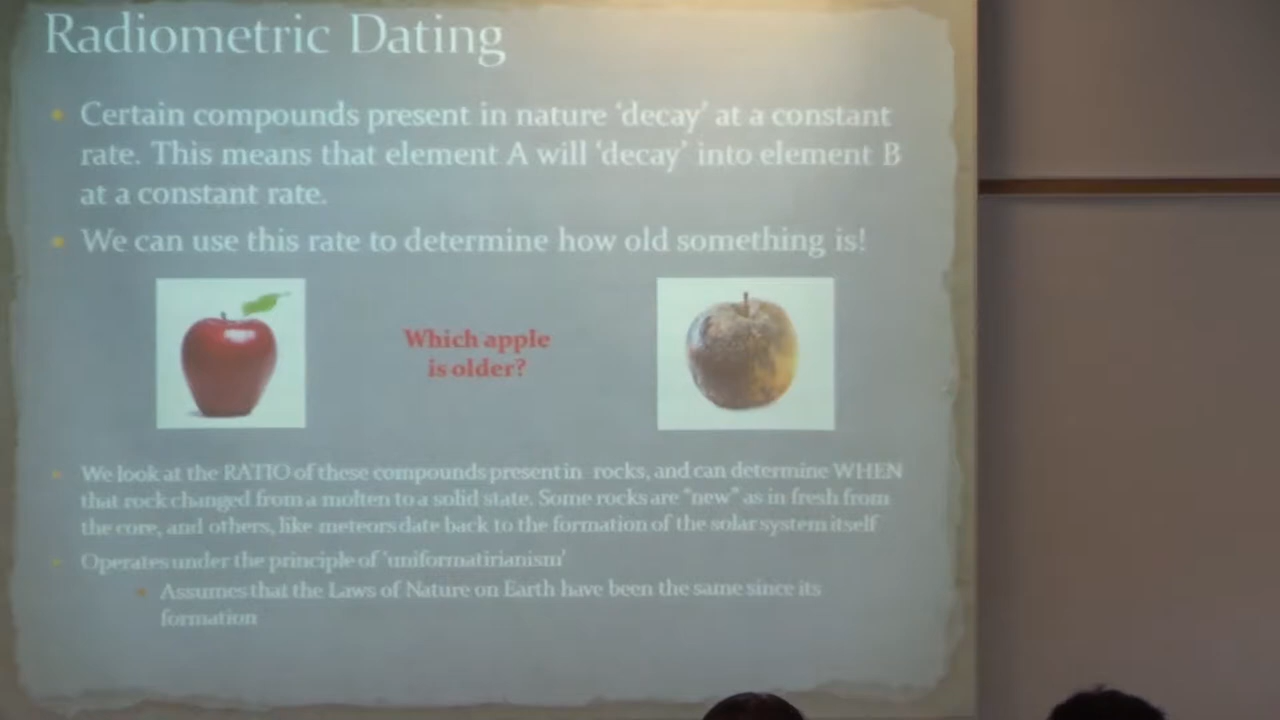 Radiometric Dating
Certain compounds present in nature 'decay' at a constant
rate. This means that element A will 'decay' into element B
at a constant rate.
We can use this rate to determine how old something is!
Which apple
is older?
We look at the RATIO of these compounds present in rocks, and can determine WHEN
that rock changed from a molten to a solid state. Some rocks are "new" as in fresh from
the core, and others, like meteors date back to the formation of the solar system itself
Operates under the principle of 'uniformatirianism'
Assumes that the Laws of Nature on Earth have been the same since its
formation